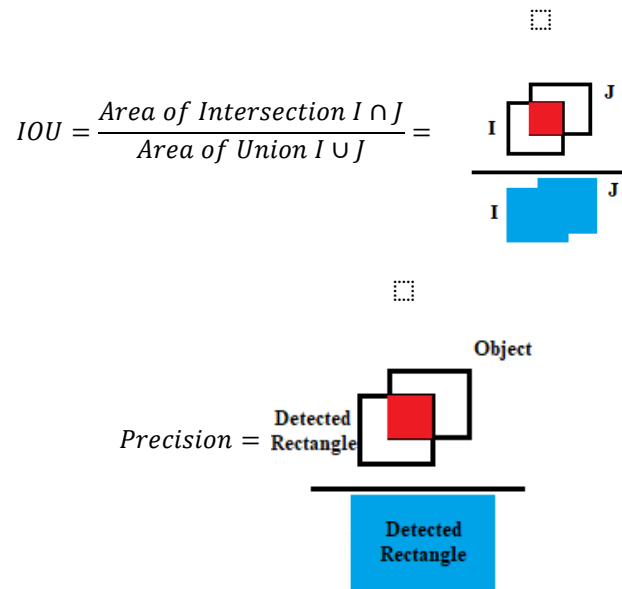 IOU = Area of Intersection I ∩ J / Area of Union I ∪ J =
I J
I J
Object
Precision = Detected Rectangle
Detected
Rectangle